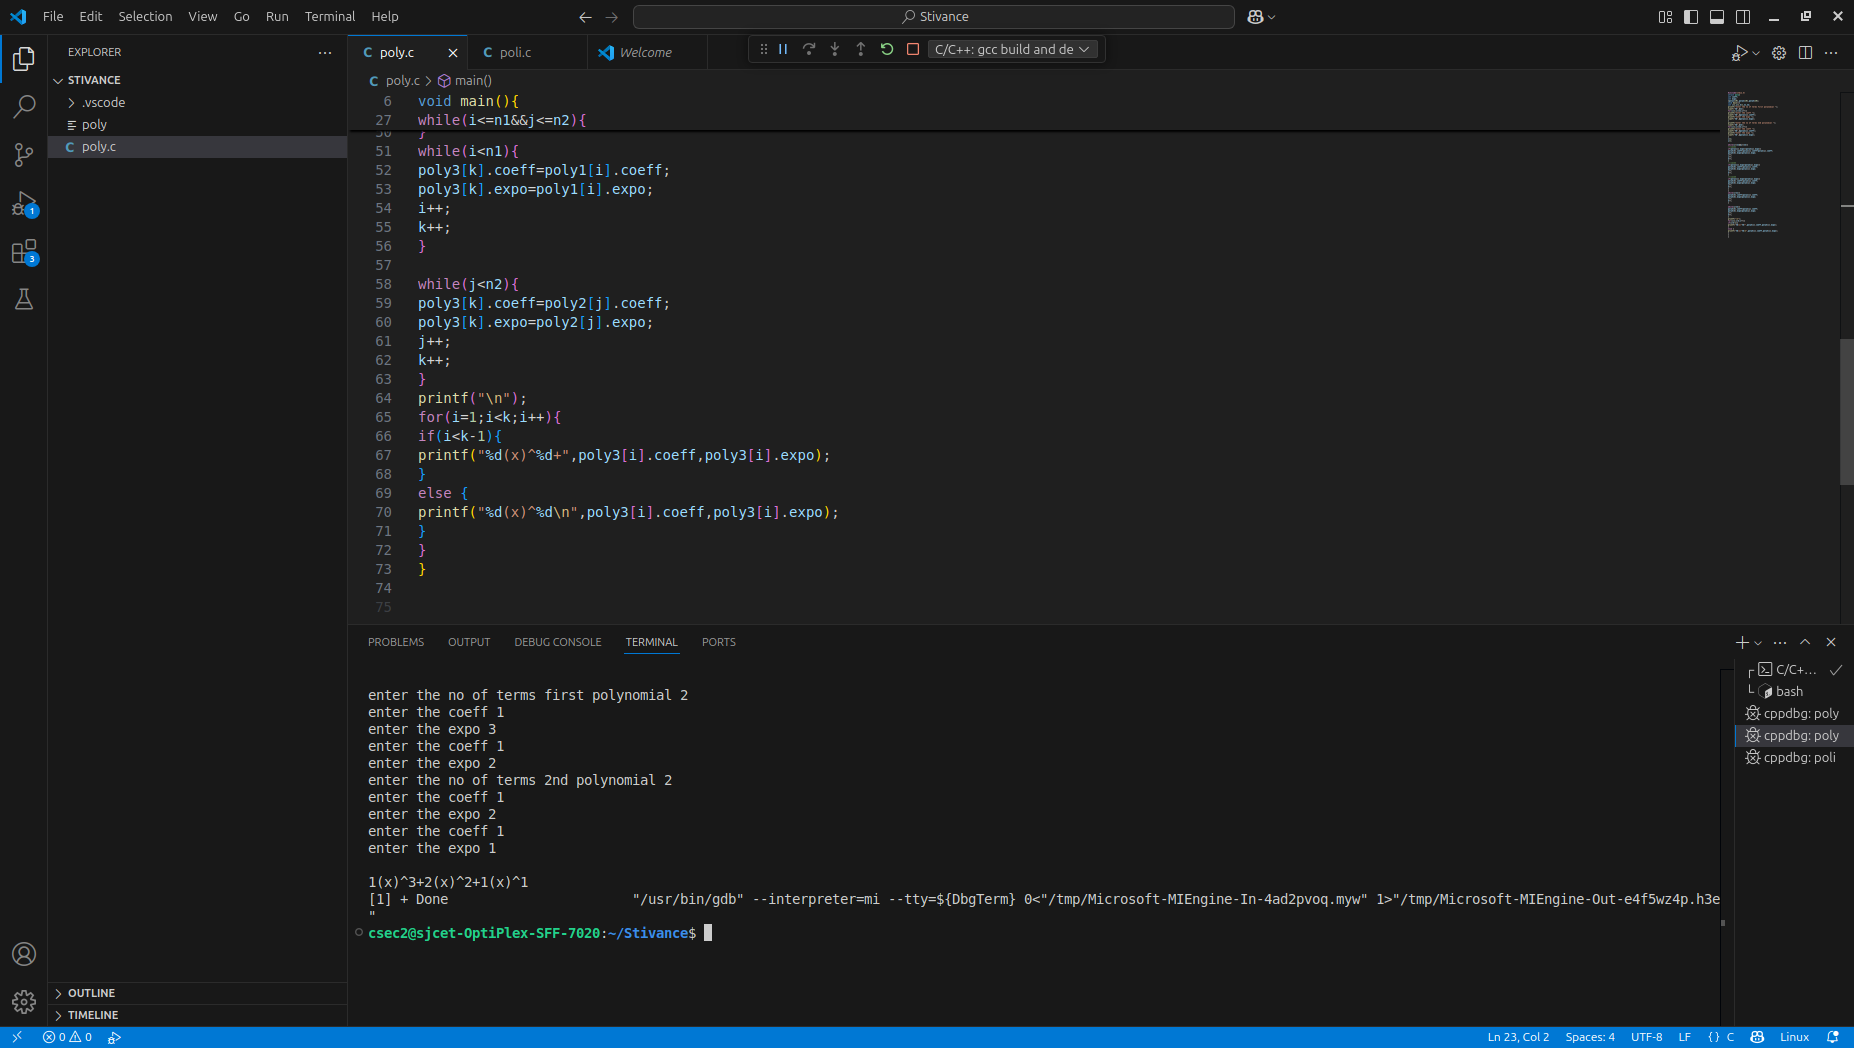 File Edit Selection View Go Run Terminal Help
Stivance
EXPLORER
STIVANCE
.vscode
poly
C poly.c
C poly.c
C poli.c
Welcome
C/C++: gcc build and de
C poly.c > main()
6 void main(){
27 while(i<=n1&&j<=n2){
50 }
51 while(i<n1){
52 poly3[k].coeff=poly1[i].coeff;
53 poly3[k].expo=poly1[i].expo;
54 i++;
55 k++;
56 }
57
58 while(j<n2){
59 poly3[k].coeff=poly2[j].coeff;
60 poly3[k].expo=poly2[j].expo;
61 j++;
62 k++;
63 }
64 printf("\n");
65 for(i=1;i<k;i++){
66 if(i<k-1){
67 printf("%d(x)^%d+",poly3[i].coeff,poly3[i].expo);
68 }
69 else {
70 printf("%d(x)^%d\n",poly3[i].coeff,poly3[i].expo);
71 }
72 }
73 }
74
75
PROBLEMS OUTPUT DEBUG CONSOLE TERMINAL PORTS
enter the no of terms first polynomial 2
enter the coeff 1
enter the expo 3
enter the coeff 1
enter the expo 2
enter the no of terms 2nd polynomial 2
enter the coeff 1
enter the expo 2
enter the coeff 1
enter the expo 1
1(x)^3+2(x)^2+1(x)^1
[1] + Done "/usr/bin/gdb" --interpreter=mi --tty=${DbgTerm} 0<"/tmp/Microsoft-MIEngine-In-4ad2pvoq.myw" 1>"/tmp/Microsoft-MIEngine-Out-e4f5wz4p.h3e
"
csec2@sjcet-OptiPlex-SFF-7020:~/Stivance$
C/C+...
bash
cppdbg: poly
cppdbg: poly
cppdbg: poli
1
3
OUTLINE
TIMELINE
0 0
Ln 23, Col 2 Spaces: 4 UTF-8 LF {} C Linux